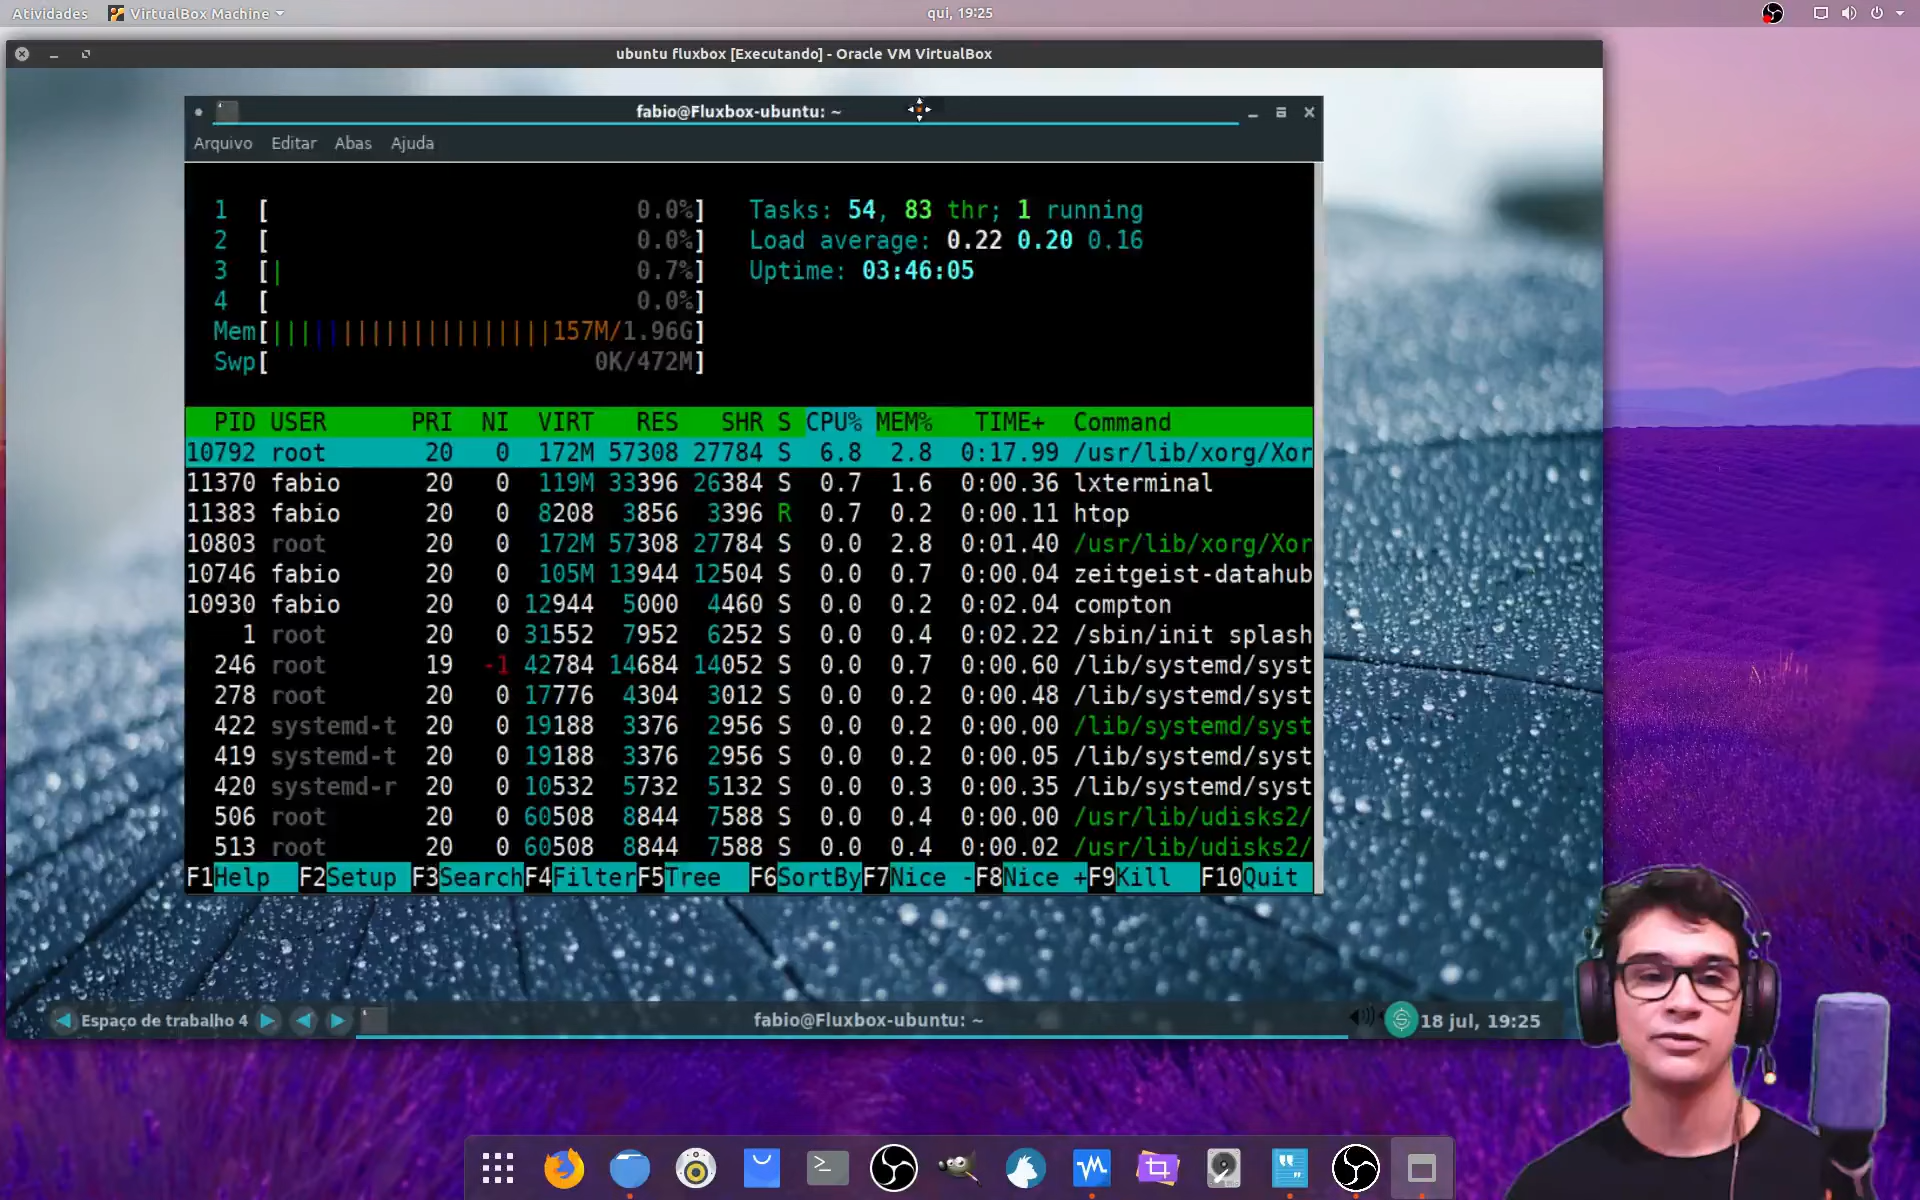 Atividades VirtualBox Machine qui, 19:25
ubuntu fluxbox [Executando] - Oracle VM VirtualBox
fabio@Fluxbox-ubuntu: ~
Arquivo Editar Abas Ajuda
1 [ 0.0%] Tasks: 54, 83 thr; 1 running
2 [ 0.0%] Load average: 0.22 0.20 0.16
3 [| 0.7%] Uptime: 03:46:05
4 [ 0.0%]
Mem[||||||||||||||||||||157M/1.96G]
Swp[ 0K/472M]
PID USER PRI NI VIRT RES SHR S CPU% MEM% TIME+ Command
10792 root 20 0 172M 57308 27784 S 6.8 2.8 0:17.99 /usr/lib/xorg/Xor
11370 fabio 20 0 119M 33396 26384 S 0.7 1.6 0:00.36 lxterminal
11383 fabio 20 0 8208 3856 3396 R 0.7 0.2 0:00.11 htop
10803 root 20 0 172M 57308 27784 S 0.0 2.8 0:01.40 /usr/lib/xorg/Xor
10746 fabio 20 0 105M 13944 12504 S 0.0 0.7 0:00.04 zeitgeist-datahub
10930 fabio 20 0 12944 5000 4460 S 0.0 0.2 0:02.04 compton
1 root 20 0 31552 7952 6252 S 0.0 0.4 0:02.22 /sbin/init splash
246 root 19 -1 42784 14684 14052 S 0.0 0.7 0:00.60 /lib/systemd/syst
278 root 20 0 17776 4304 3012 S 0.0 0.2 0:00.48 /lib/systemd/syst
422 systemd-t 20 0 19188 3376 2956 S 0.0 0.2 0:00.00 /lib/systemd/syst
419 systemd-t 20 0 19188 3376 2956 S 0.0 0.2 0:00.05 /lib/systemd/syst
420 systemd-r 20 0 10532 5732 5132 S 0.0 0.3 0:00.35 /lib/systemd/syst
506 root 20 0 60508 8844 7588 S 0.0 0.4 0:00.00 /usr/lib/udisks2/
513 root 20 0 60508 8844 7588 S 0.0 0.4 0:00.02 /usr/lib/udisks2/
F1Help F2Setup F3SearchF4FilterF5Tree F6SortByF7Nice -F8Nice +F9Kill F10Quit
Espaço de trabalho 4 fabio@Fluxbox-ubuntu: ~ 18 jul, 19:25